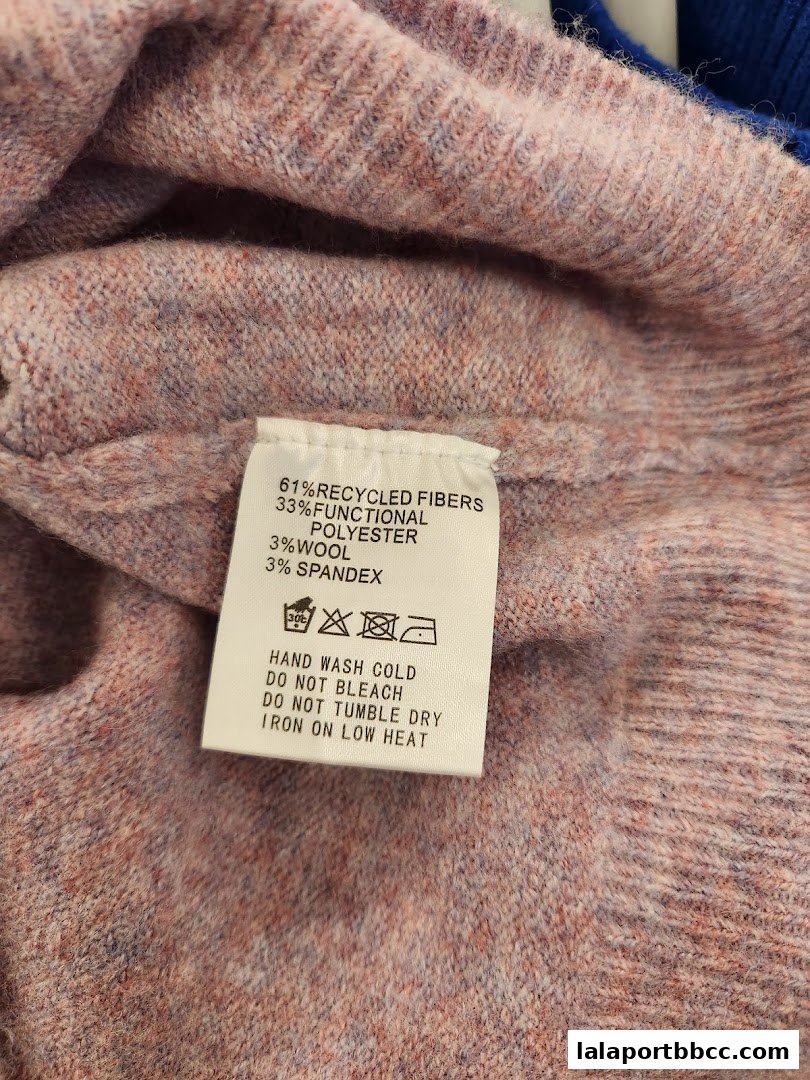 61%RECYCLED FIBERS
33%FUNCTIONAL
POLYESTER
3%WOOL
3% SPANDEX
30℃
HAND WASH COLD
DO NOT BLEACH
DO NOT TUMBLE DRY
IRON ON LOW HEAT
lalaportbbcc.com